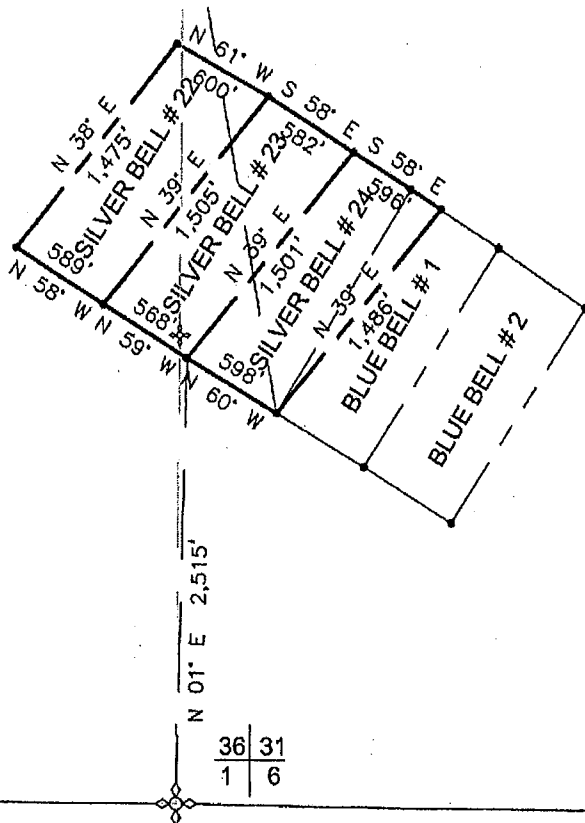 N 61° W
S 58° E
S 58° E
600'
582'
596'
N 38° E
1,475'
SILVER BELL # 22
N 39° E
1,505'
SILVER BELL # 23
N 39° E
1,501'
SILVER BELL # 24
N 39° E
1,486'
BLUE BELL # 1
BLUE BELL # 2
589'
568'
598'
N 58° W
N 59° W
N 60° W
N 01° E 2,515'
36 31
1 6